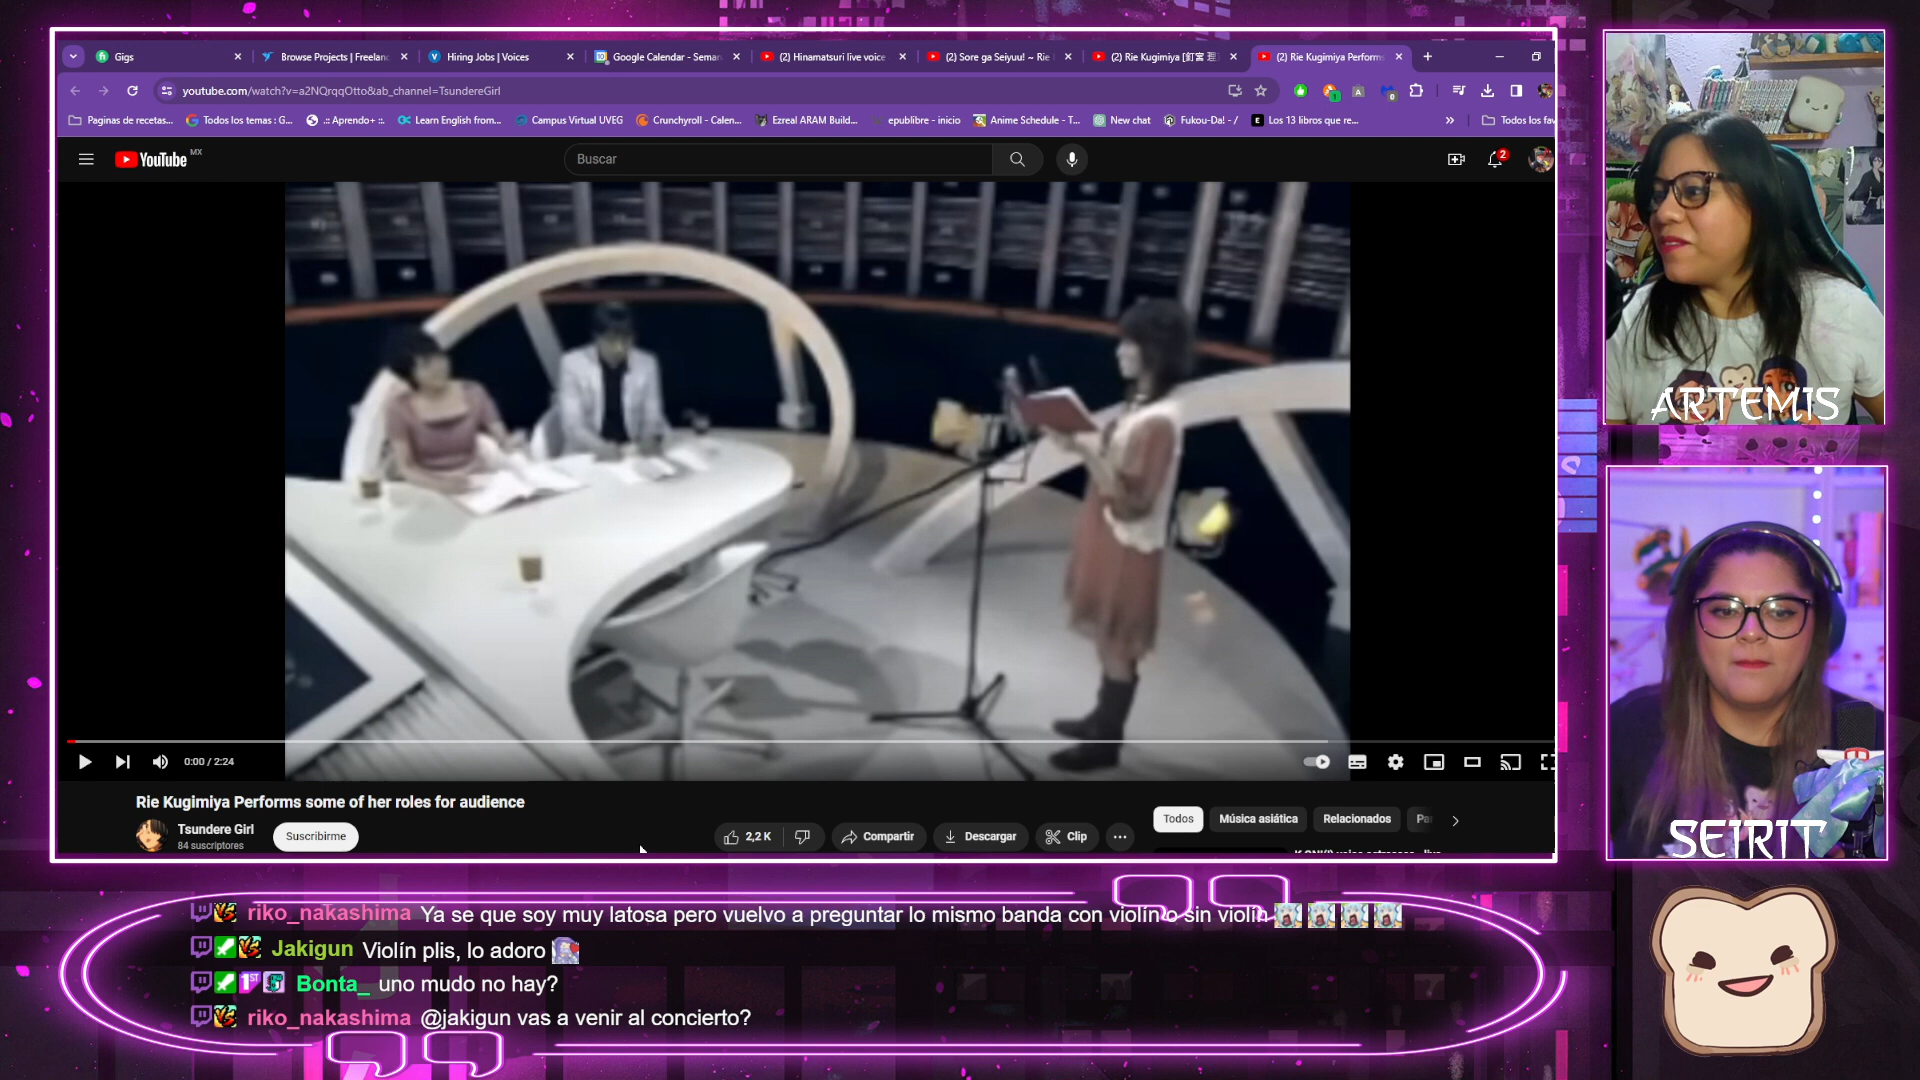 Gigs
Browse Projects | Freelanc
Hiring Jobs | Voices
Google Calendar - Seman
(2) Hinamatsuri live voice
(2) Sore ga Seiyuu! ~ Rie
(2) Rie Kugimiya [釘宮 理
(2) Rie Kugimiya Performs
youtube.com/watch?v=a2NQrqqOtto&ab_channel=TsundereGirl
Paginas de recetas...
Todos los temas : G...
.:: Aprendo+ ::.
Learn English from...
Campus Virtual UVEG
Crunchyroll - Calen...
Ezreal ARAM Build...
epublibre - inicio
Anime Schedule - T...
New chat
Fukou-Da! - /
Los 13 libros que re...
»
Todos los fav
YouTube MX
Buscar
2
0:00 / 2:24
Rie Kugimiya Performs some of her roles for audience
Tsundere Girl
84 suscriptores
Suscribirme
2,2 K
Compartir
Descargar
Clip
Todos
Música asiática
Relacionados
ARTEMIS
SEIRIT
riko_nakashima Ya se que soy muy latosa pero vuelvo a preguntar lo mismo banda con violín o sin violín
Jakigun Violín plis, lo adoro
1ST Bonta_ uno mudo no hay?
riko_nakashima @jakigun vas a venir al concierto?